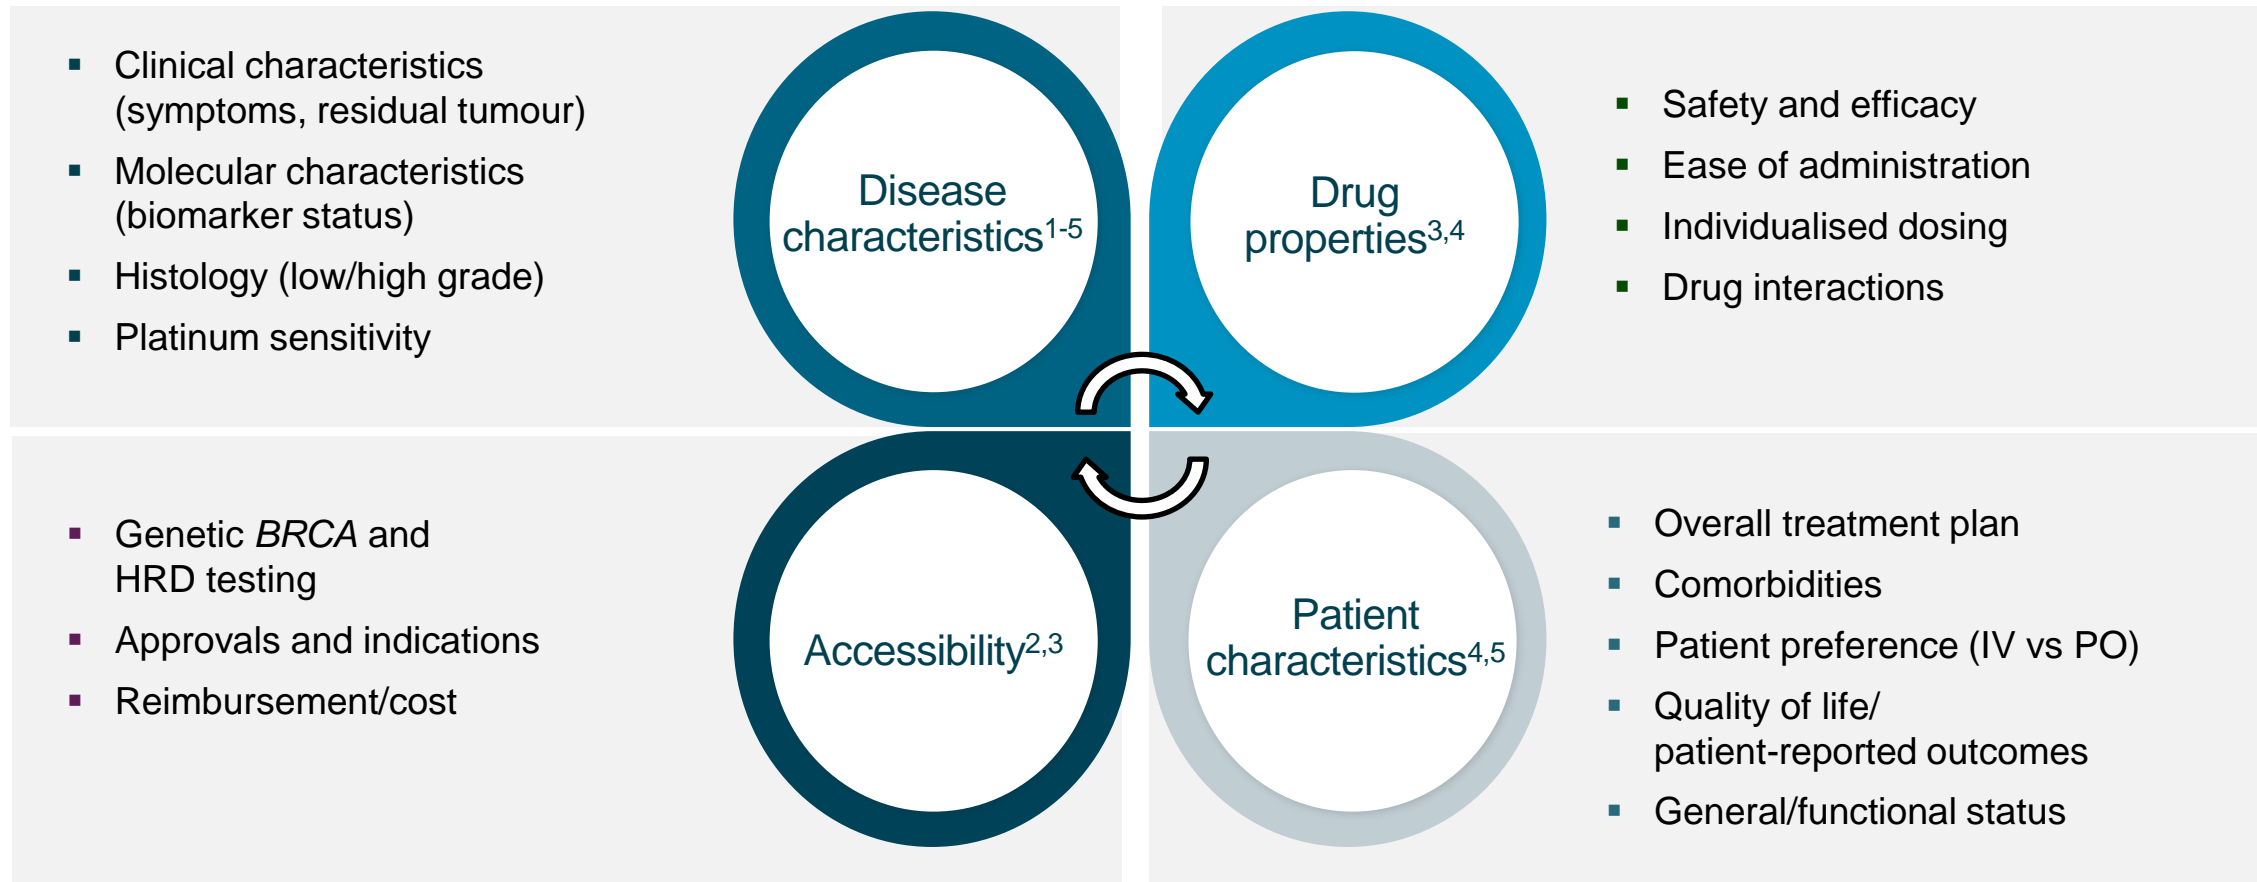 ▪ Clinical characteristics
(symptoms, residual tumour)
▪ Molecular characteristics
(biomarker status)
▪ Histology (low/high grade)
▪ Platinum sensitivity
Disease
characteristics1-5
Drug
properties3,4
▪ Safety and efficacy
▪ Ease of administration
▪ Individualised dosing
▪ Drug interactions
▪ Genetic BRCA and
HRD testing
▪ Approvals and indications
▪ Reimbursement/cost
Accessibility2,3
Patient
characteristics4,5
▪ Overall treatment plan
▪ Comorbidities
▪ Patient preference (IV vs PO)
▪ Quality of life/
patient-reported outcomes
▪ General/functional status